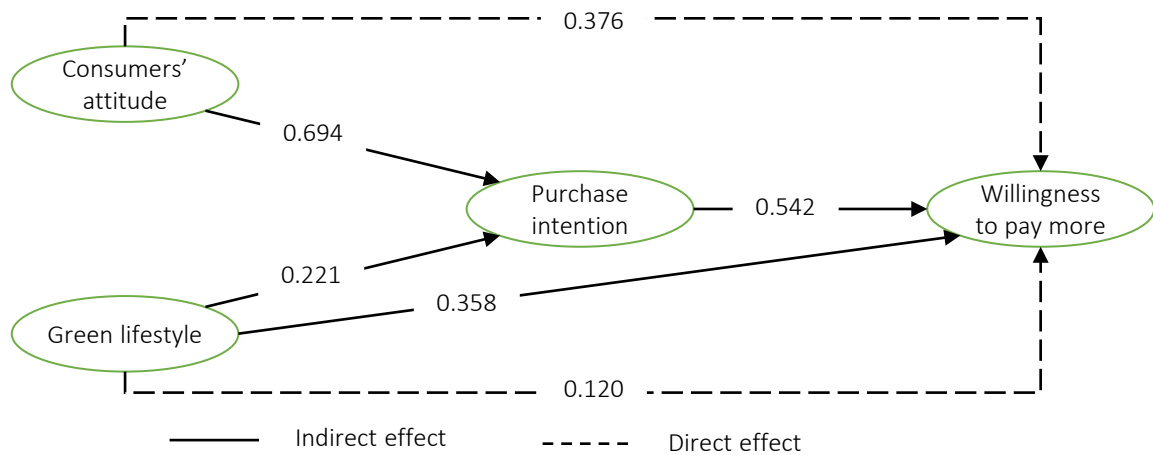 0.376
Consumers’
attitude
0.694
Purchase
intention
0.542
Willingness
to pay more
0.221
0.358
Green lifestyle
0.120
Indirect effect
Direct effect